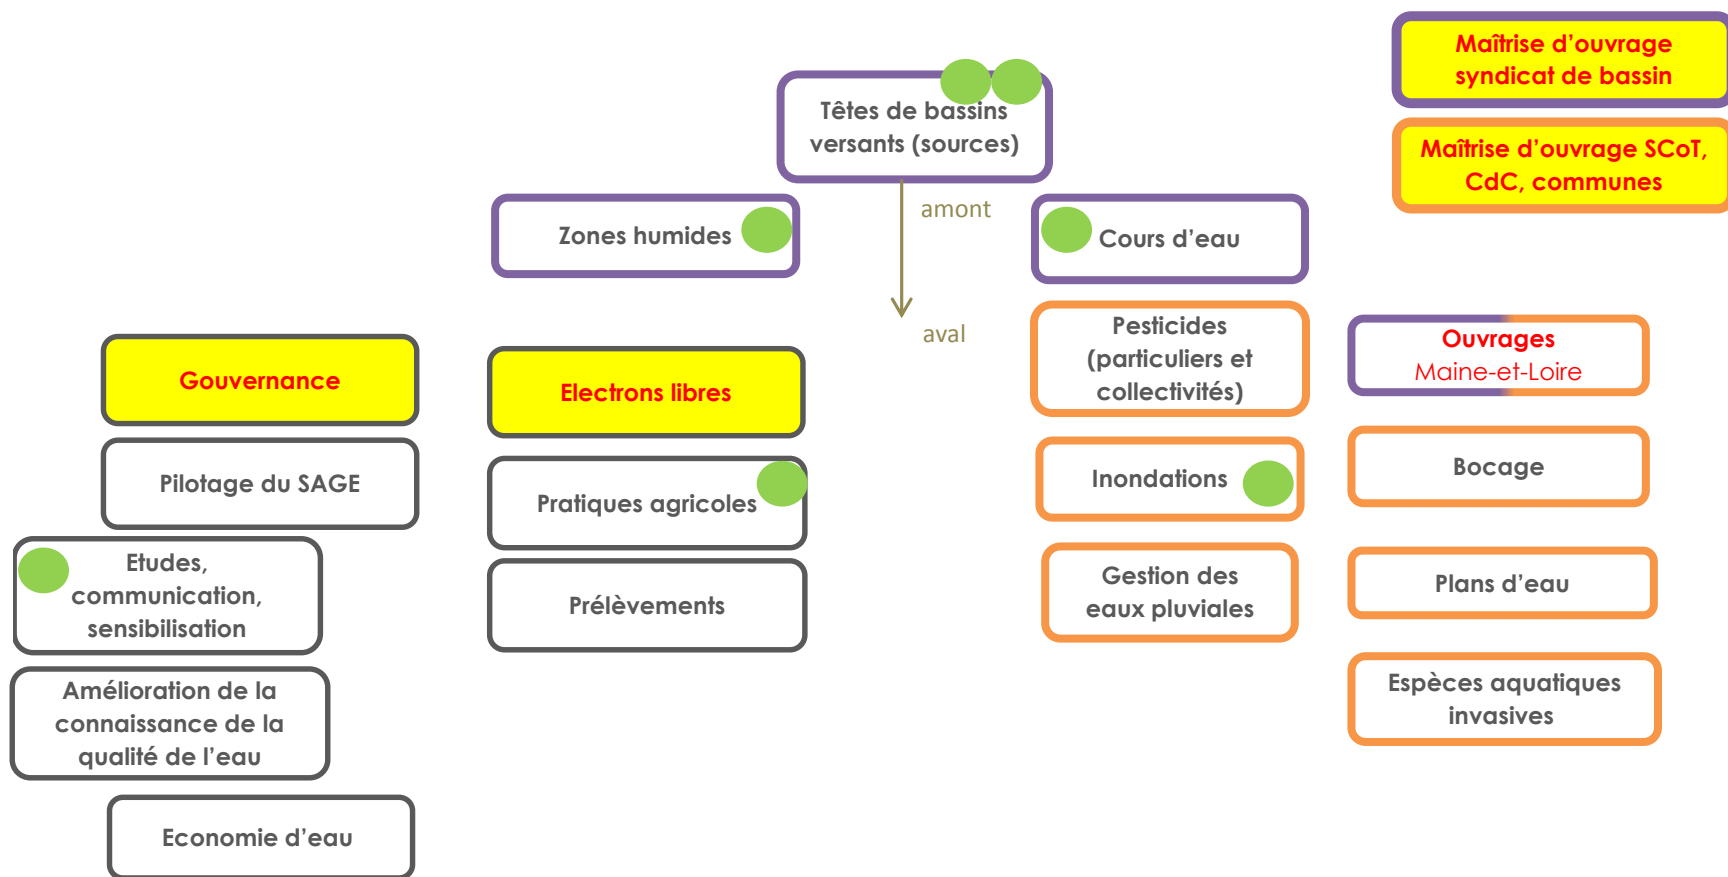 Maîtrise d'ouvrage
syndicat de bassin
Maîtrise d'ouvrage SCoT,
CdC, communes
Têtes de bassins
versants (sources)
amont
aval
Zones humides
Cours d'eau
Gouvernance
Pilotage du SAGE
Etudes,
communication,
sensibilisation
Amélioration de la
connaissance de la
qualité de l'eau
Economie d'eau
Electrons libres
Pratiques agricoles
Prélèvements
Pesticides
(particuliers et
collectivités)
Inondations
Gestion des
eaux pluviales
Ouvrages
Maine-et-Loire
Bocage
Plans d'eau
Espèces aquatiques
invasives